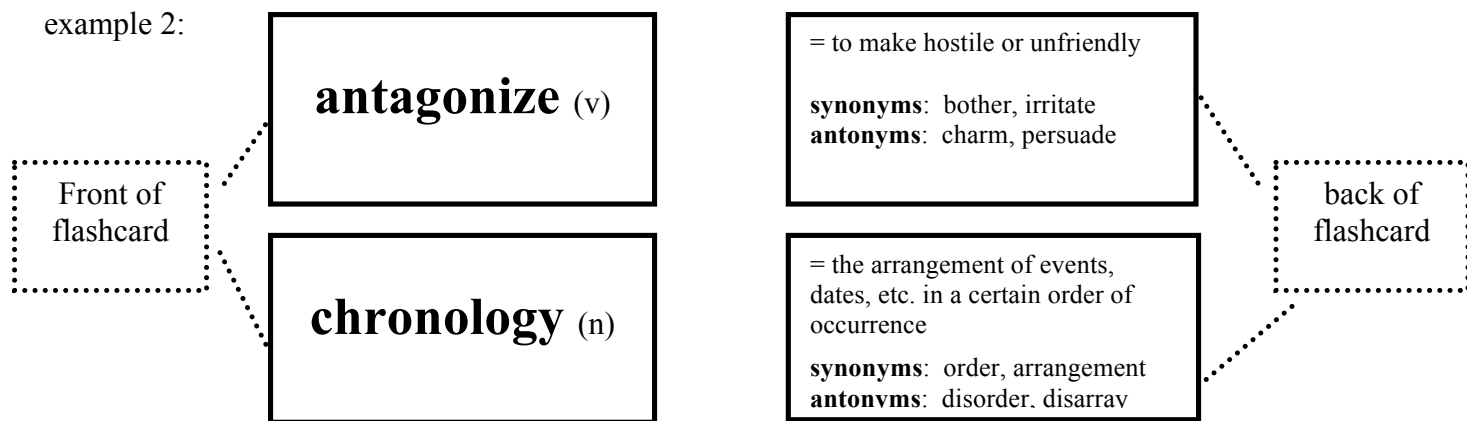 example 2:
antagonize (v)
= to make hostile or unfriendly
synonyms: bother, irritate
antonyms: charm, persuade
Front of
flashcard
back of
flashcard
chronology (n)
= the arrangement of events,
dates, etc. in a certain order of
occurrence
synonyms: order, arrangement
antonyms: disorder, disarray